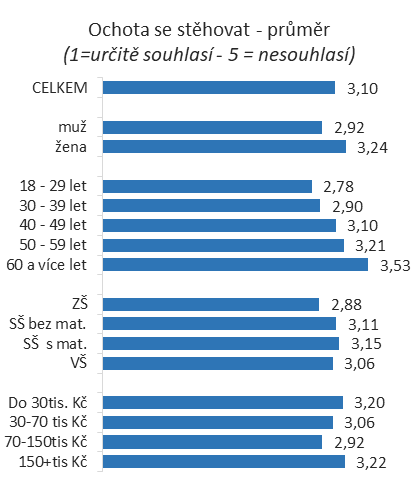 Ochota se stěhovat - průměr
(1=určitě souhlasí - 5 = nesouhlasí)
CELKEM 3,10
muž 2,92
žena 3,24
18 - 29 let 2,78
30 - 39 let 2,90
40 - 49 let 3,10
50 - 59 let 3,21
60 a více let 3,53
ZŠ 2,88
SŠ bez mat. 3,11
SŠ s mat. 3,15
VŠ 3,06
Do 30tis. Kč 3,20
30-70 tis Kč 3,06
70-150tis Kč 2,92
150+tis Kč 3,22